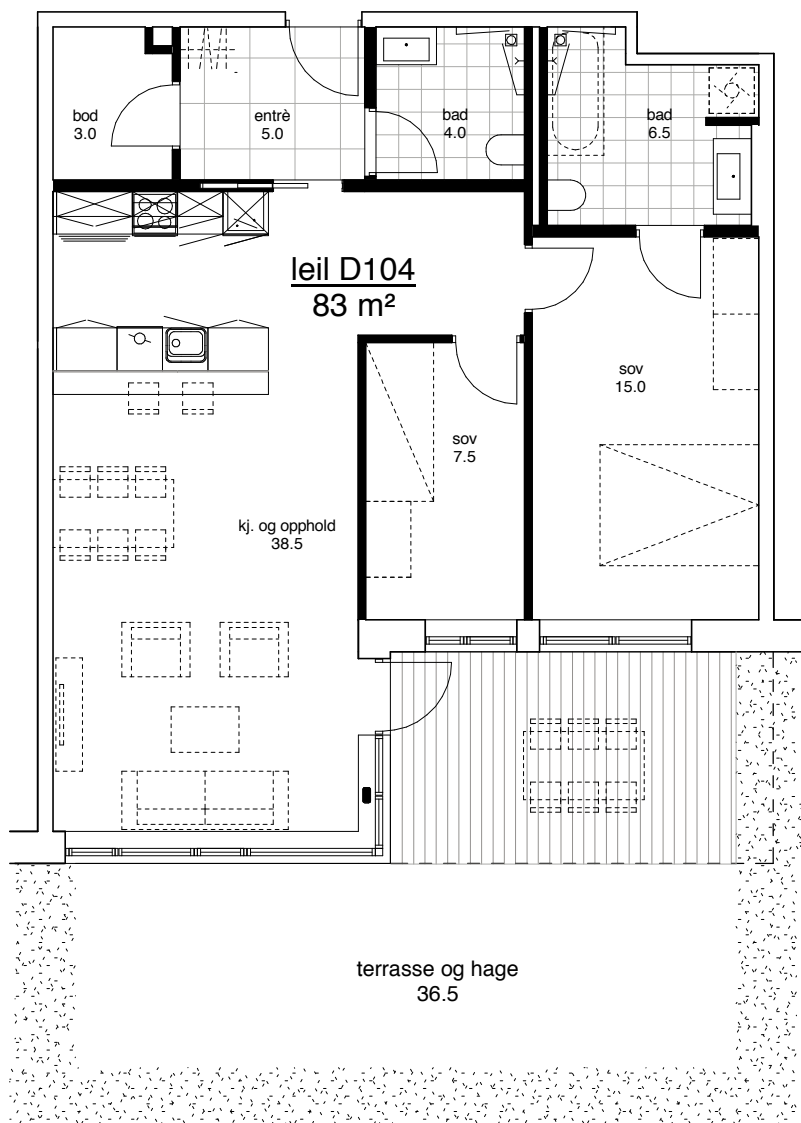 bod
3.0
entrè
5.0
bad
4.0
bad
6.5
leil D104
83 m²
sov
15.0
sov
7.5
kj. og opphold
38.5
terrasse og hage
36.5